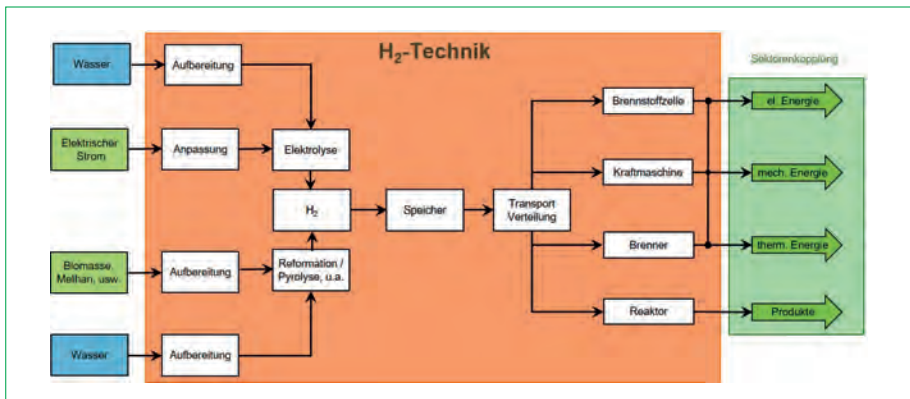 H₂-Technik
Sektorenkopplung
Wasser
Aufbereitung
Brennstoffzelle
el. Energie
Elektrischer
Strom
Anpassung
Elektrolyse
Kraftmaschine
mech. Energie
H₂
Speicher
Transport
Verteilung
Biomasse,
Methan, usw.
Aufbereitung
Reformation /
Pyrolyse, u.a.
Brenner
therm. Energie
Reaktor
Produkte
Wasser
Aufbereitung